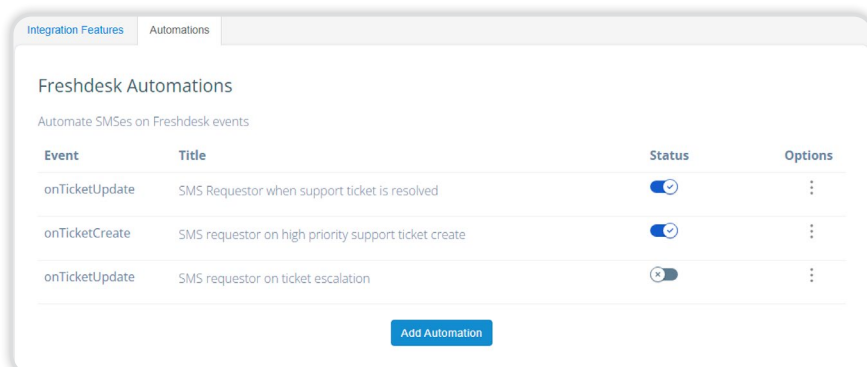 Integration Features Automations
Freshdesk Automations
Automate SMSes on Freshdesk events
Event Title Status Options
onTicketUpdate SMS Requestor when support ticket is resolved
onTicketCreate SMS requestor on high priority support ticket create
onTicketUpdate SMS requestor on ticket escalation
Add Automation